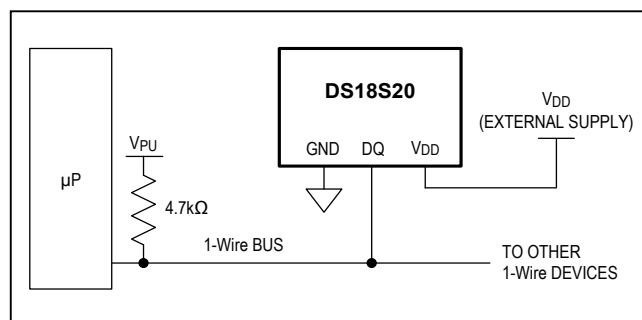 DS18S20
VDD
(EXTERNAL SUPPLY)
GND DQ VDD
VPU
µP
4.7kΩ
1-Wire BUS
TO OTHER
1-Wire DEVICES